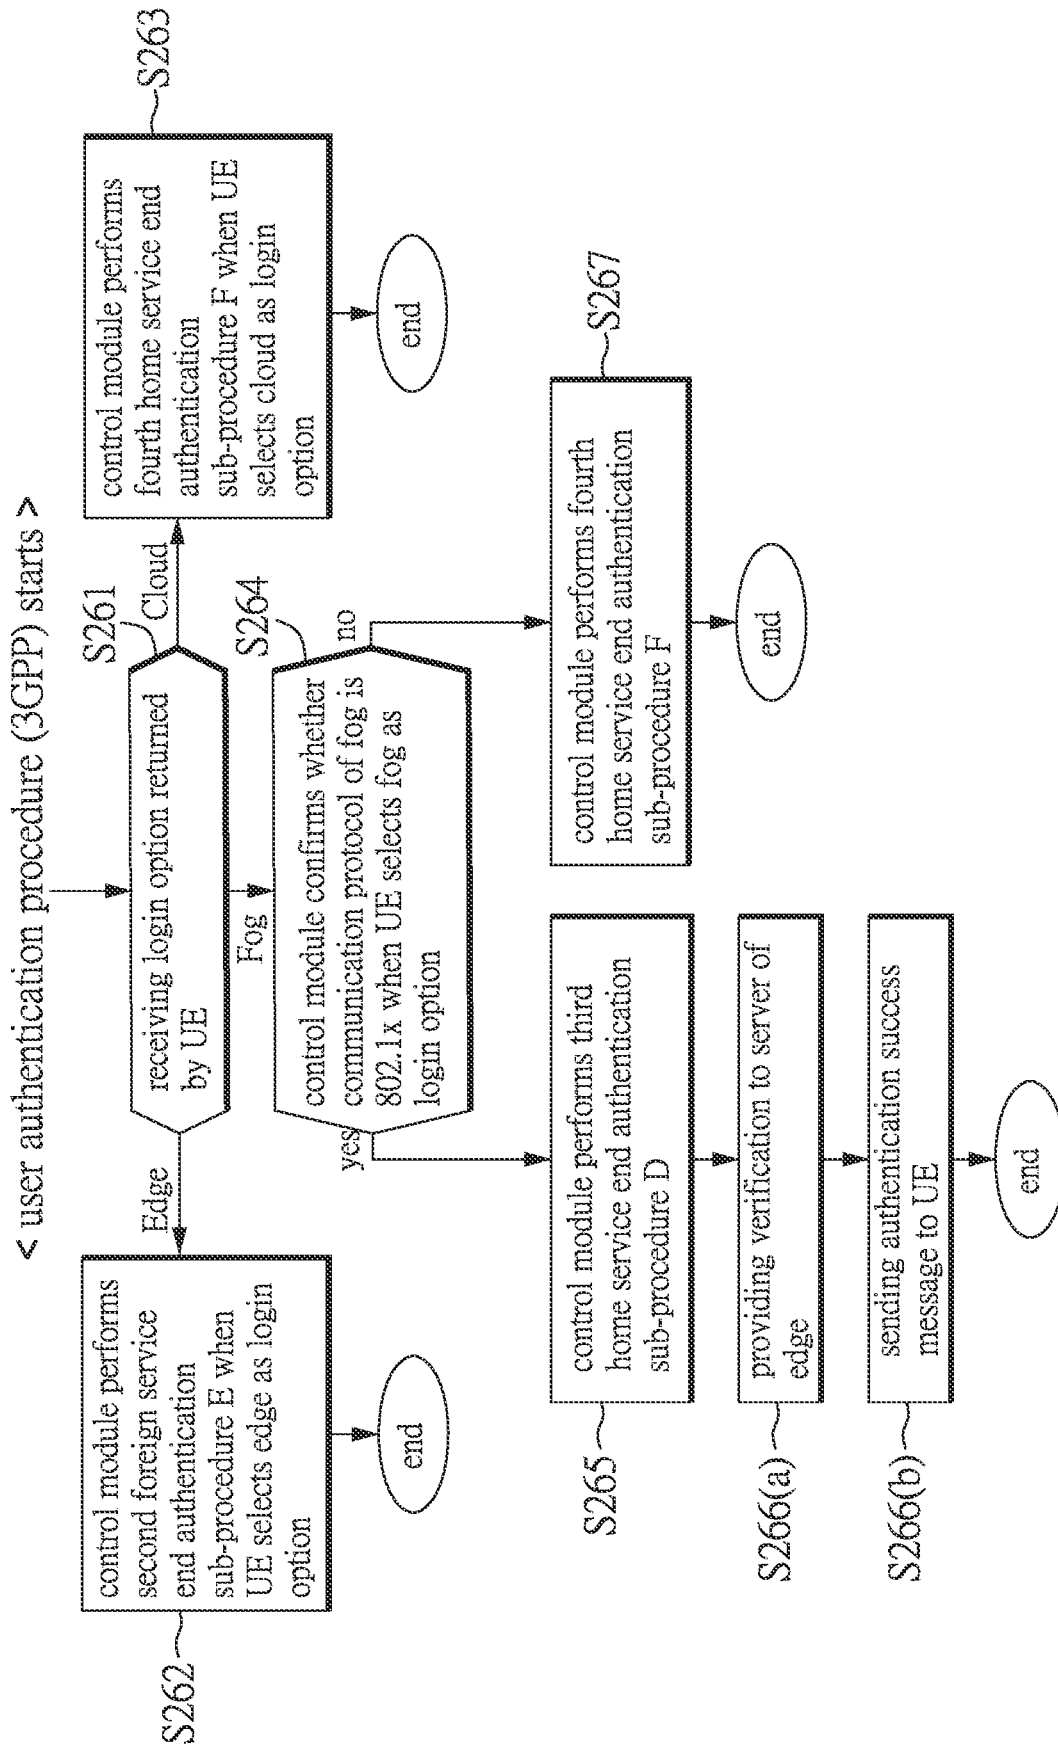 < user authentication procedure (3GPP) starts >
S261
receiving login option returned
by UE
Edge
Cloud
Fog
S262
control module performs
second foreign service
end authentication
sub-procedure E when
UE selects edge as login
option
end
S263
control module performs
fourth home service end
authentication
sub-procedure F when UE
selects cloud as login
option
end
S264
control module confirms whether
communication protocol of fog is
802.1x when UE selects fog as
login option
yes
no
S265
control module performs third
home service end authentication
sub-procedure D
S266(a)
providing verification to server of
edge
S266(b)
sending authentication success
message to UE
end
S267
control module performs fourth
home service end authentication
sub-procedure F
end